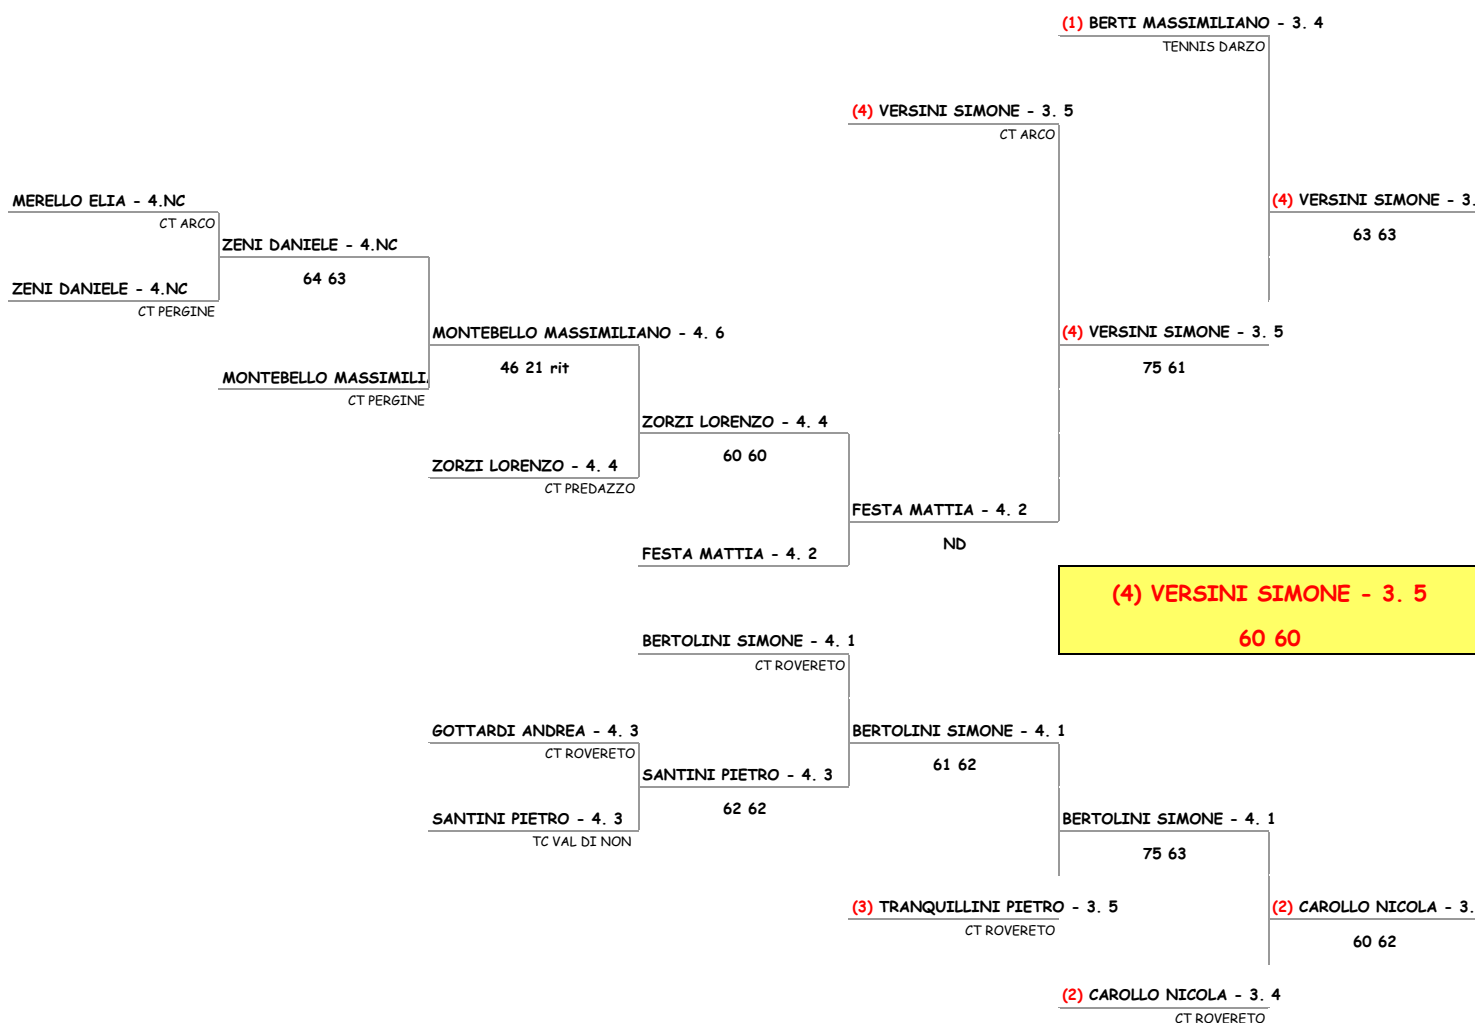 (1) BERTI MASSIMILIANO - 3. 4
TENNIS DARZO
(4) VERSINI SIMONE - 3. 5
CT ARCO
MERELLO ELIA - 4.NC
CT ARCO
(4) VERSINI SIMONE - 3.
63 63
ZENI DANIELE - 4.NC
64 63
ZENI DANIELE - 4.NC
CT PERGINE
MONTEBELLO MASSIMILIANO - 4. 6
46 21 rit
(4) VERSINI SIMONE - 3. 5
75 61
MONTEBELLO MASSIMILI
CT PERGINE
ZORZI LORENZO - 4. 4
60 60
ZORZI LORENZO - 4. 4
CT PREDAZZO
FESTA MATTIA - 4. 2
ND
FESTA MATTIA - 4. 2
(4) VERSINI SIMONE - 3. 5
60 60
BERTOLINI SIMONE - 4. 1
CT ROVERETO
GOTTARDI ANDREA - 4. 3
CT ROVERETO
BERTOLINI SIMONE - 4. 1
61 62
SANTINI PIETRO - 4. 3
62 62
SANTINI PIETRO - 4. 3
TC VAL DI NON
BERTOLINI SIMONE - 4. 1
75 63
(3) TRANQUILLINI PIETRO - 3. 5
CT ROVERETO
(2) CAROLLO NICOLA - 3.
60 62
(2) CAROLLO NICOLA - 3. 4
CT ROVERETO